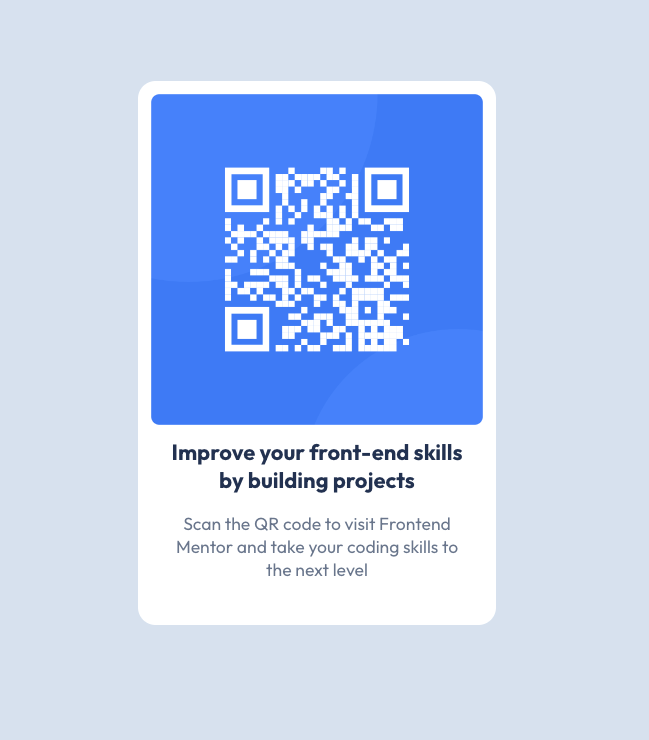 Improve your front-end skills
by building projects
Scan the QR code to visit Frontend
Mentor and take your coding skills to
the next level